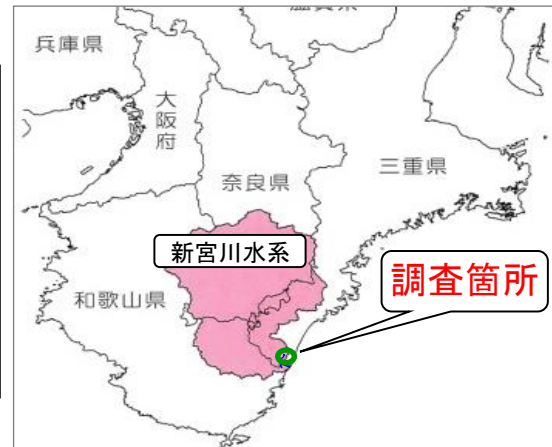 兵庫県
大阪府
奈良県
三重県
新宮川水系
和歌山県
調査箇所